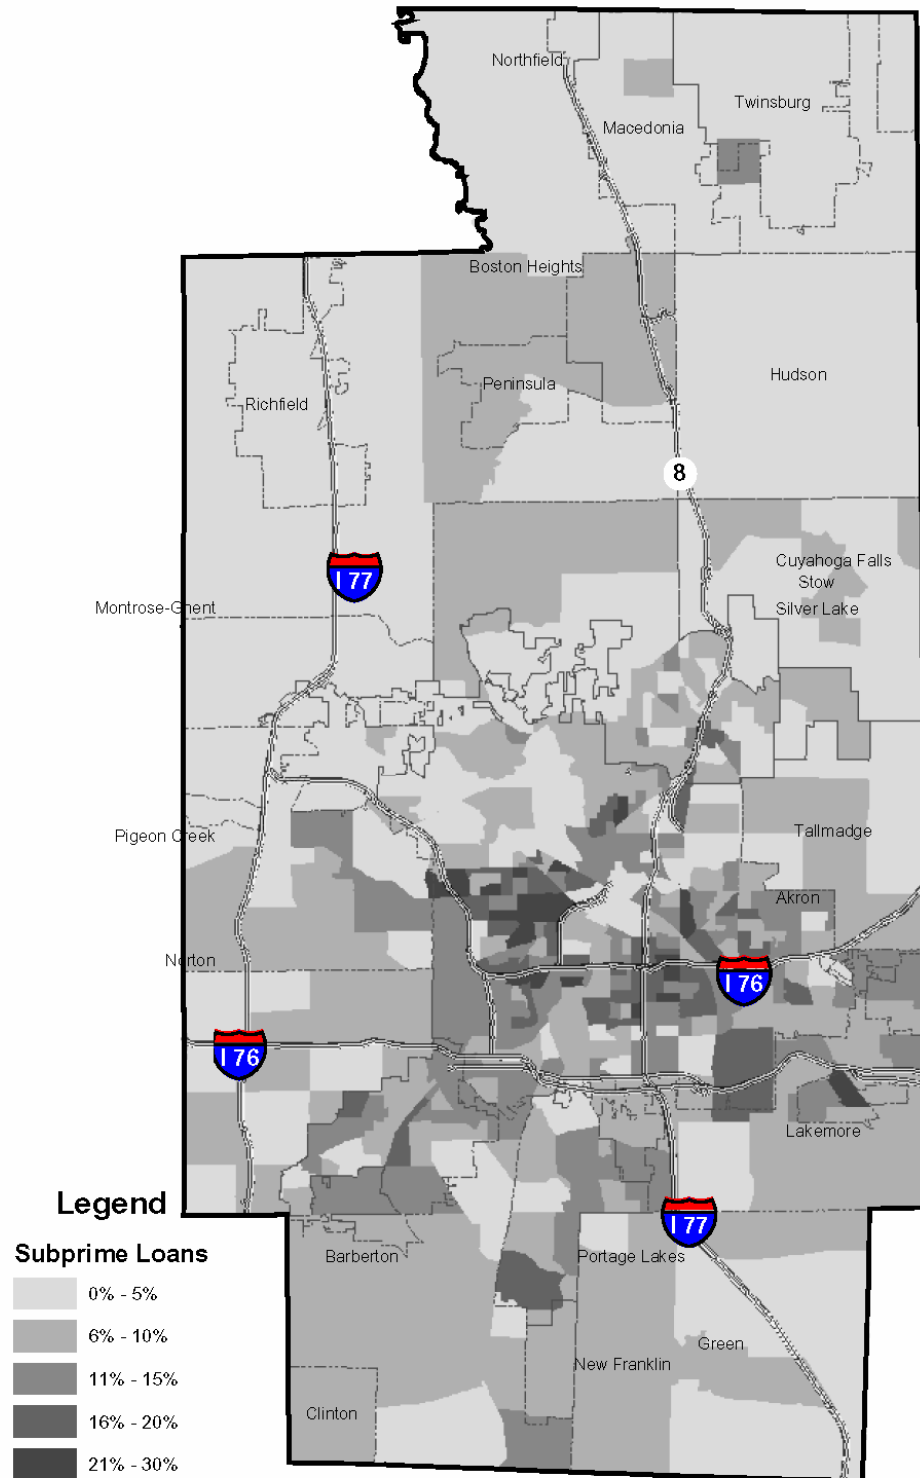 Northfield
Twinsburg
Macedonia
Boston Heights
Hudson
Peninsula
Richfield
8
Cuyahoga Falls
I 77
Stow
Montrose-Ghent
Silver Lake
Pigeon Creek
Tallmadge
Akron
Norton
I 76
I 76
Lakemore
Legend
I 77
Subprime Loans
Barberton
Portage Lakes
0% - 5%
6% - 10%
Green
New Franklin
11% - 15%
Clinton
16% - 20%
21% - 30%